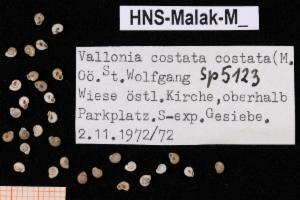 HNS-Malak-M_
Vallonia costata costata(M.
Oö.St.Wolfgang Sp5123
Wiese östl.Kirche,oberhalb
Parkplatz.S-exp.Gesiebe.
2.11.1972/72